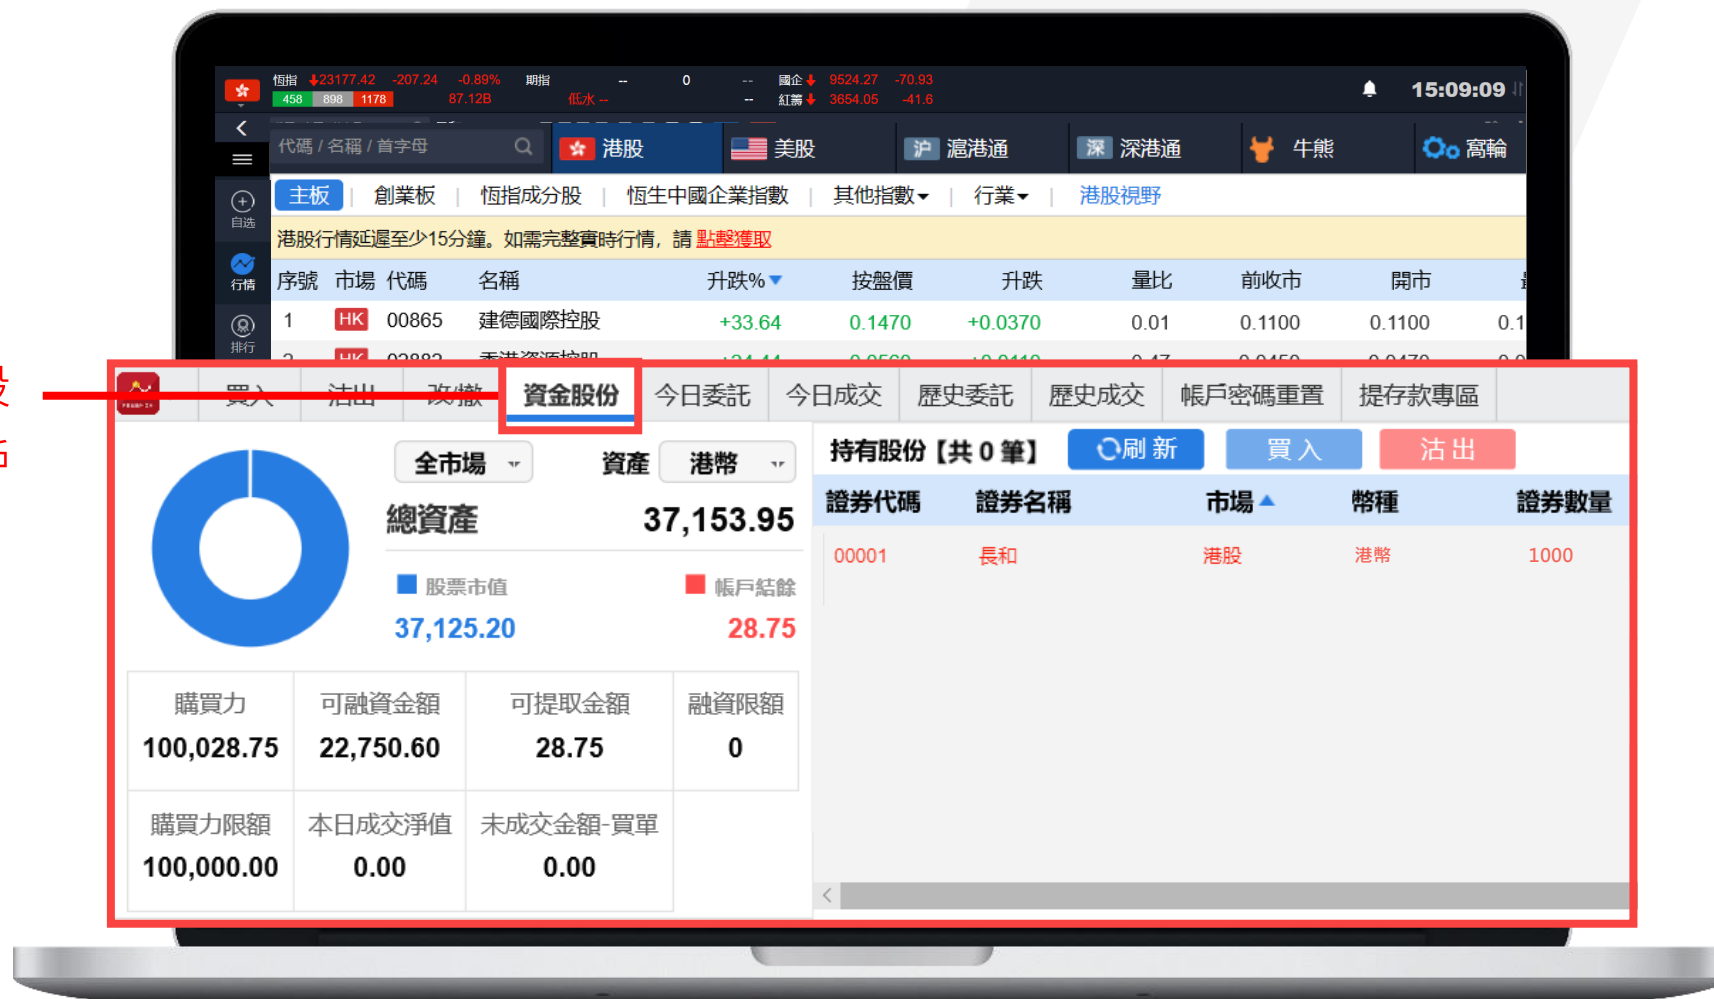 恆指 23177.42 -207.24 -0.89% 期指 -- 0 -- 國企 9524.27 -70.93
458 898 1178 87.12B 低水 -- -- 紅籌 3654.05 -41.6
15:09:09
代碼 / 名稱 / 首字母 港股 美股 沪 滬港通 深 深港通 牛熊 窩輪
自选
行情
排行
主板 | 創業板 | 恆指成分股 | 恆生中國企業指數 | 其他指數 | 行業 | 港股視野
港股行情延遲至少15分鐘。如需完整實時行情，請 點擊獲取
序號 市場 代碼 名稱 升跌% 按盤價 升跌 量比 前收市 開市
1 HK 00865 建德國際控股 +33.64 0.1470 +0.0370 0.01 0.1100 0.1100 0.1
買入 沽出 改/撤 資金股份 今日委託 今日成交 歷史委託 歷史成交 帳戶密碼重置 提存款專區
全市場 資產 港幣
總資產 37,153.95
股票市值 帳戶結餘
37,125.20 28.75
購買力 可融資金額 可提取金額 融資限額
100,028.75 22,750.60 28.75 0
購買力限額 本日成交淨值 未成交金額-買單
100,000.00 0.00 0.00
持有股份【共 0 筆】 刷 新 買 入 沽 出
證券代碼 證券名稱 市場 幣種 證券數量
00001 長和 港股 港幣 1000